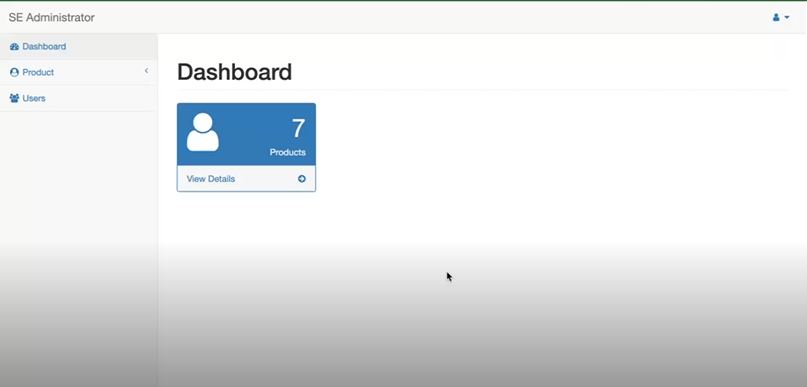 SE Administrator
Dashboard
Product
Users
Dashboard
7
Products
View Details